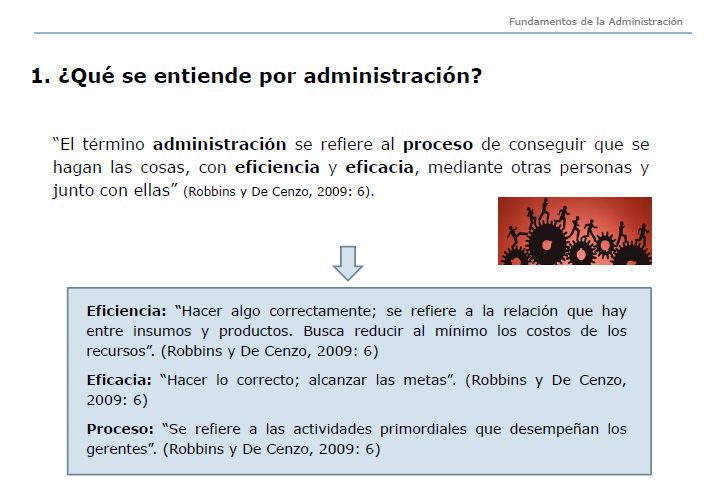 Fundamentos de la Administración
1. ¿Qué se entiende por administración?
“El término administración se refiere al proceso de conseguir que se
hagan las cosas, con eficiencia y eficacia, mediante otras personas y
junto con ellas” (Robbins y De Cenzo, 2009: 6).
Eficiencia: “Hacer algo correctamente; se refiere a la relación que hay
entre insumos y productos. Busca reducir al mínimo los costos de los
recursos”. (Robbins y De Cenzo, 2009: 6)
Eficacia: “Hacer lo correcto; alcanzar las metas”. (Robbins y De Cenzo,
2009: 6)
Proceso: “Se refiere a las actividades primordiales que desempeñan los
gerentes”. (Robbins y De Cenzo, 2009: 6)